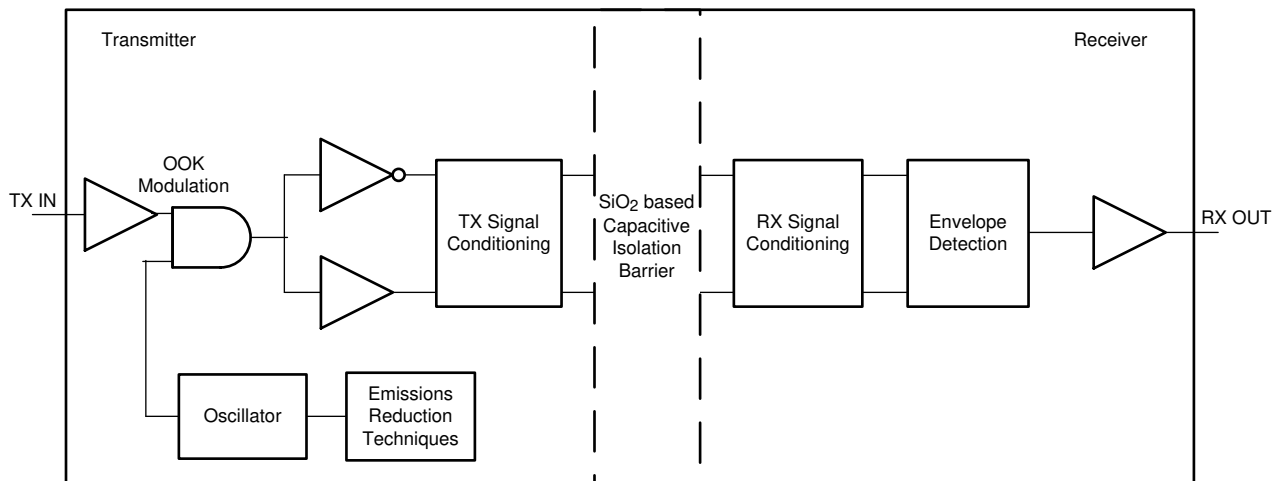 Transmitter
Receiver
OOK
Modulation
TX IN
TX Signal
Conditioning
SiO2 based
Capacitive
Isolation
Barrier
RX Signal
Conditioning
Envelope
Detection
RX OUT
Oscillator
Emissions
Reduction
Techniques